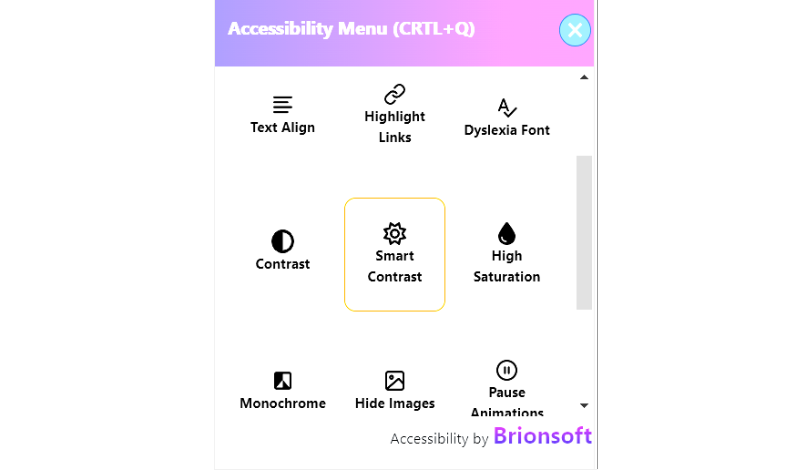 Accessibility Menu (CRTL+Q)
Text Align
Highlight
Links
Dyslexia Font
Contrast
Smart
Contrast
High
Saturation
Monochrome
Hide Images
Pause
Animations
Accessibility by Brionsoft